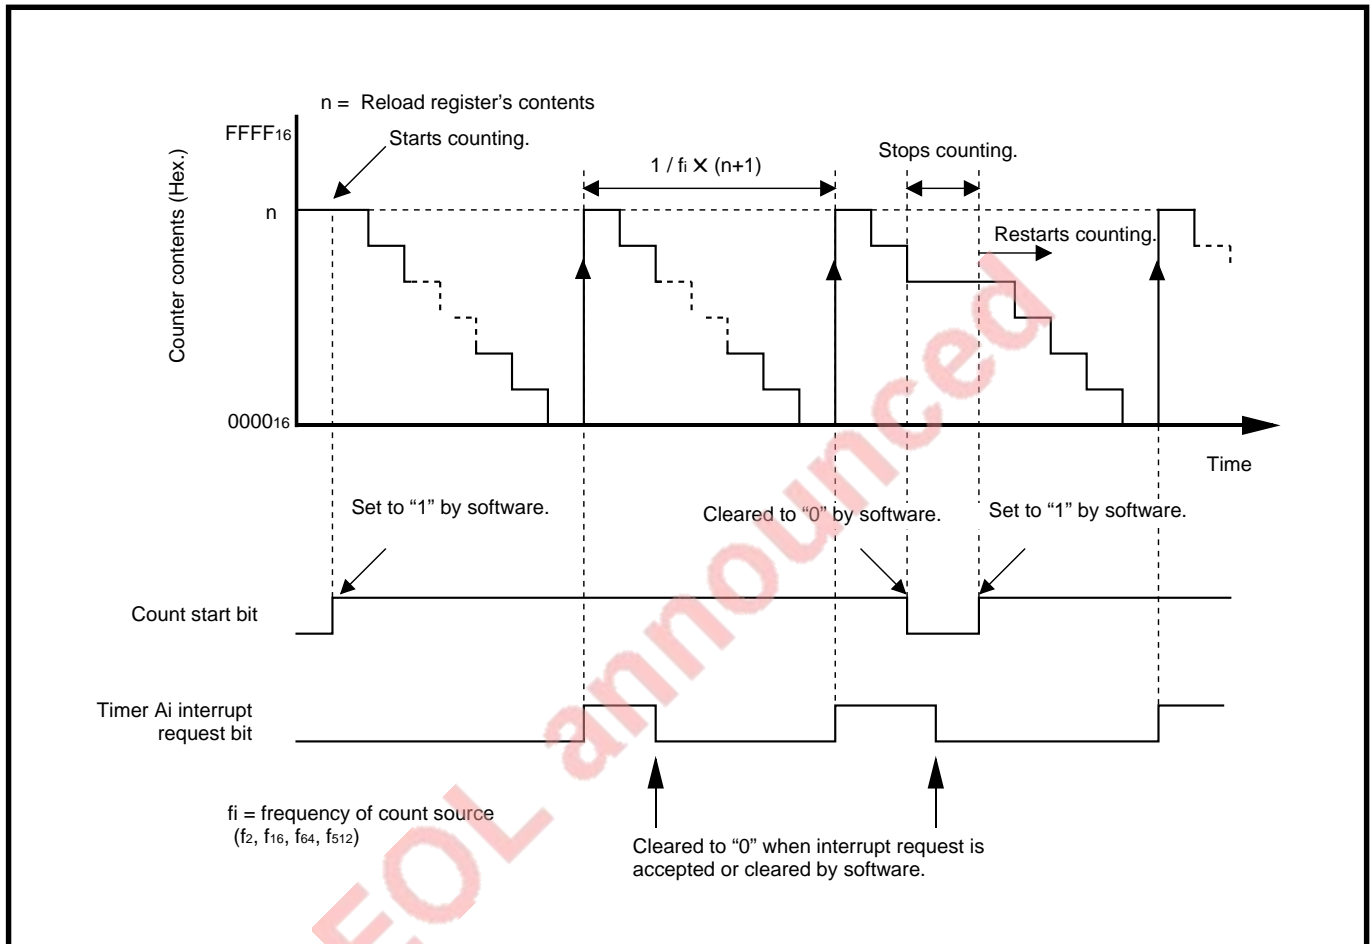 n = Reload register's contents
FFFF16
Starts counting.
Stops counting.
1 / fi X (n+1)
Counter contents (Hex.)
n
Restarts counting.
000016
Time
Set to “1” by software.
Cleared to “0” by software.
Set to “1” by software.
Count start bit
Timer Ai interrupt
request bit
fi = frequency of count source
(f2, f16, f64, f512)
Cleared to “0” when interrupt request is
accepted or cleared by software.
EOL announced